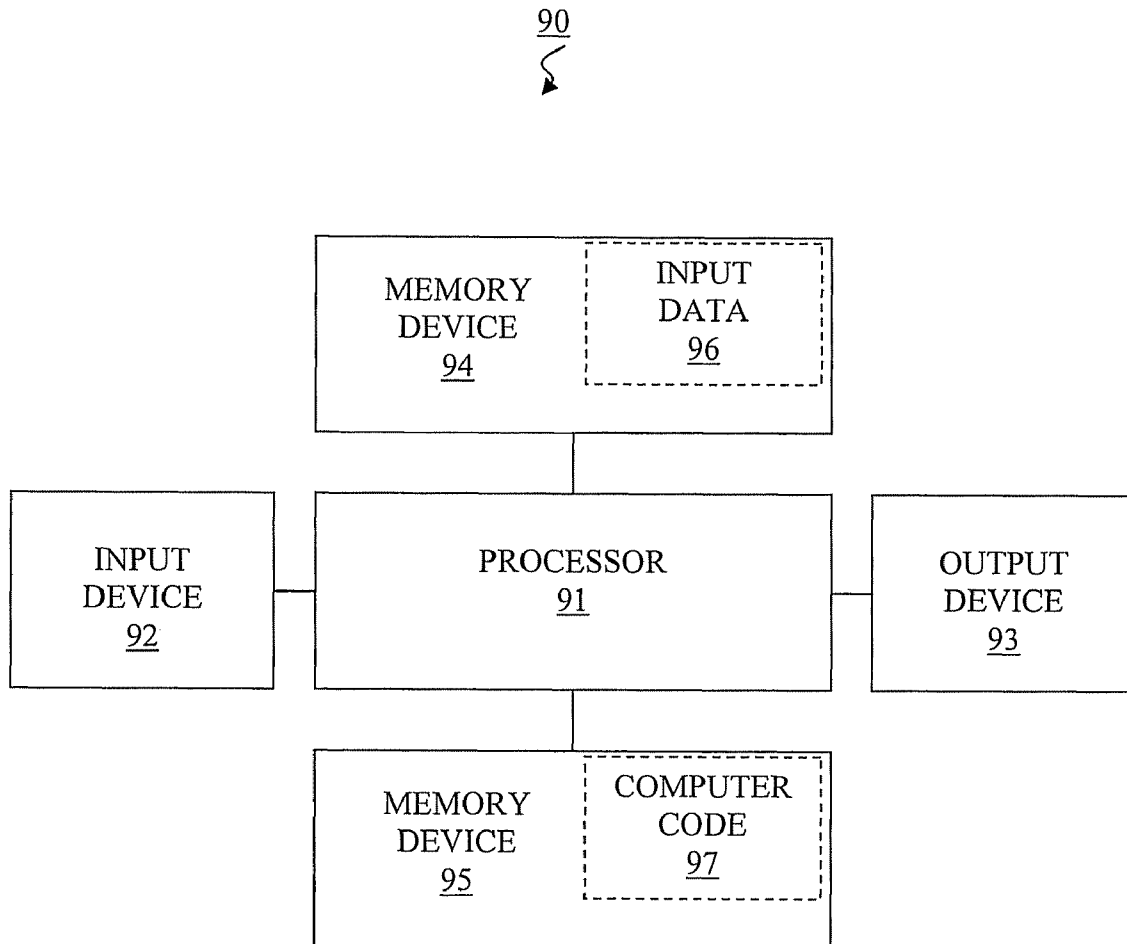 90
MEMORY
DEVICE
94
INPUT
DATA
96
INPUT
DEVICE
92
PROCESSOR
91
OUTPUT
DEVICE
93
MEMORY
DEVICE
95
COMPUTER
CODE
97